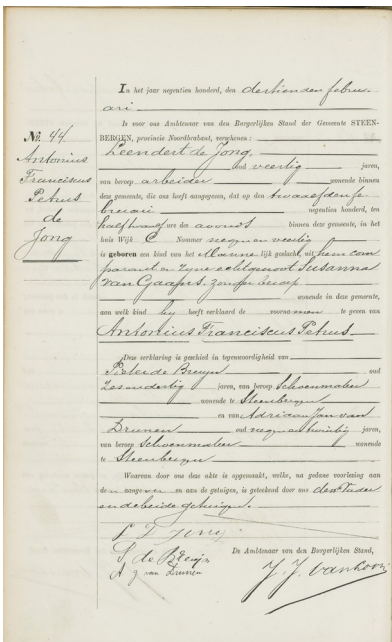 In het jaar negentien honderd, den dertienden febru-
ari
Is voor ons Ambtenaar van den Burgerlijken Stand der Gemeente STEEN-
BERGEN, provincie Noordbrabant, verschenen:
No. 44.
Antonius
Franciscus
Petrus
de
Jong
Leendert de Jong,
oud veertig jaren,
van beroep arbeider wonende binnen
deze gemeente, die ons heeft aangegeven, dat op den twaalfden fe
bruari negentien honderd, ten
half twaalf ure des avonds binnen deze gemeente, in het
huis Wijk C Nommer negen en veertig
is geboren een kind van het Manne- lijk geslacht, uit hem com
parant en zijne echtgenoot Susanna
van Gaans, zonder beroep
wonende in deze gemeente,
aan welk kind hij heeft verklaard de voornamen te geven van
Antonius Franciscus Petrus
Deze verklaring is geschied in tegenwoordigheid van
Pieter de Bruijn oud
zes en dertig jaren, van beroep Schoenmaker
wonende te Steenbergen
en van Adriaan Jan van
Drunen oud negen en twintig jaren,
van beroep Schoenmaker wonende
te Steenbergen
Waarvan door ons deze akte is opgemaakt, welke, na gedane voorlezing aan
den aangever en aan de getuigen, is geteekend door ons den Vader
en de beide getuigen.
Jong
de Bruijn
van Drunen
De Ambtenaar van den Burgerlijken Stand,